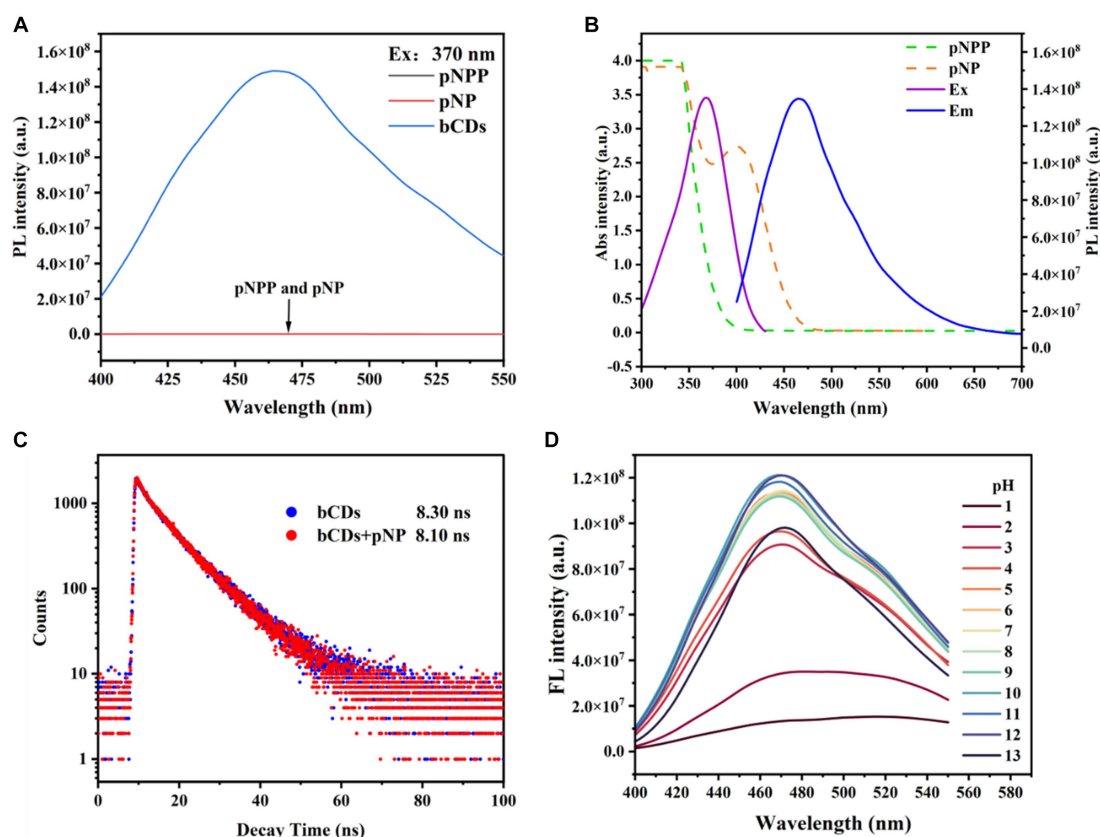 A
1.6×10⁸
1.4×10⁸
1.2×10⁸
1.0×10⁸
8.0×10⁷
6.0×10⁷
4.0×10⁷
2.0×10⁷
0.0
PL intensity (a.u.)
Ex: 370 nm
pNPP
pNP
bCDs
pNPP and pNP
400 425 450 475 500 525 550
Wavelength (nm)
B
4.0
3.5
3.0
2.5
2.0
1.5
1.0
0.5
0.0
-0.5
Abs intensity (a.u.)
pNPP
pNP
Ex
Em
1.6×10⁸
1.4×10⁸
1.2×10⁸
1.0×10⁸
8.0×10⁷
6.0×10⁷
4.0×10⁷
2.0×10⁷
0.0
PL intensity (a.u.)
300 350 400 450 500 550 600 650 700
Wavelength (nm)
C
1000
100
10
1
Counts
bCDs 8.30 ns
bCDs+pNP 8.10 ns
0 20 40 60 80 100
Decay Time (ns)
D
1.2×10⁸
1.0×10⁸
8.0×10⁷
6.0×10⁷
4.0×10⁷
2.0×10⁷
0.0
FL intensity (a.u.)
pH
1
2
3
4
5
6
7
8
9
10
11
12
13
400 420 440 460 480 500 520 540 560 580
Wavelength (nm)